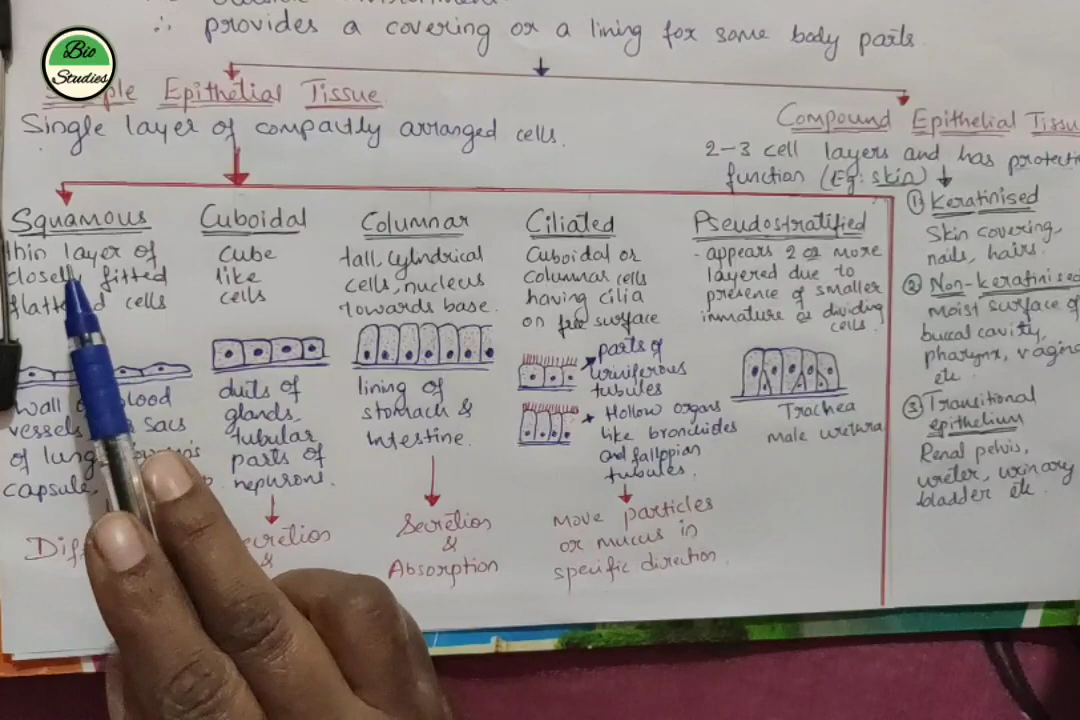 ∴ provides a covering or a lining for some body parts.
Bio
Studies
Epithelial Tissue
Single layer of compactly arranged cells.
Compound Epithelial Tissu
2-3 cell layers and has protecti
function (Eg: skin)
Squamous
thin layer of
closely fitted
cells
Wall blood
vessels sacs
of lung
capsule,
Cuboidal
Cube
like
cells
ducts of
glands,
tubular
parts of
nephrons.
&
Columnar
tall, cylindrical
cells, nucleus
towards base.
lining of
stomach &
Intestine.
Secretion
&
Absorption
Ciliated
Cuboidal or
columnar cells
having cilia
on free surface
parts of
uriniferous
tubules
Hollow organs
like bronchides
and fallopian
tubules.
Move particles
or mucus in
specific direction.
Pseudostratified
- appears 2 or more
layered due to
presence of smaller
immature or dividing
cells.
Trachea
male urethra
① Keratinised
Skin covering,
nails, hairs.
② Non-keratinised
moist surface of
buccal cavity,
pharynx, vagina
etc.
③ Transitional
epithelium
Renal pelvis,
ureter, urinary
bladder etc.